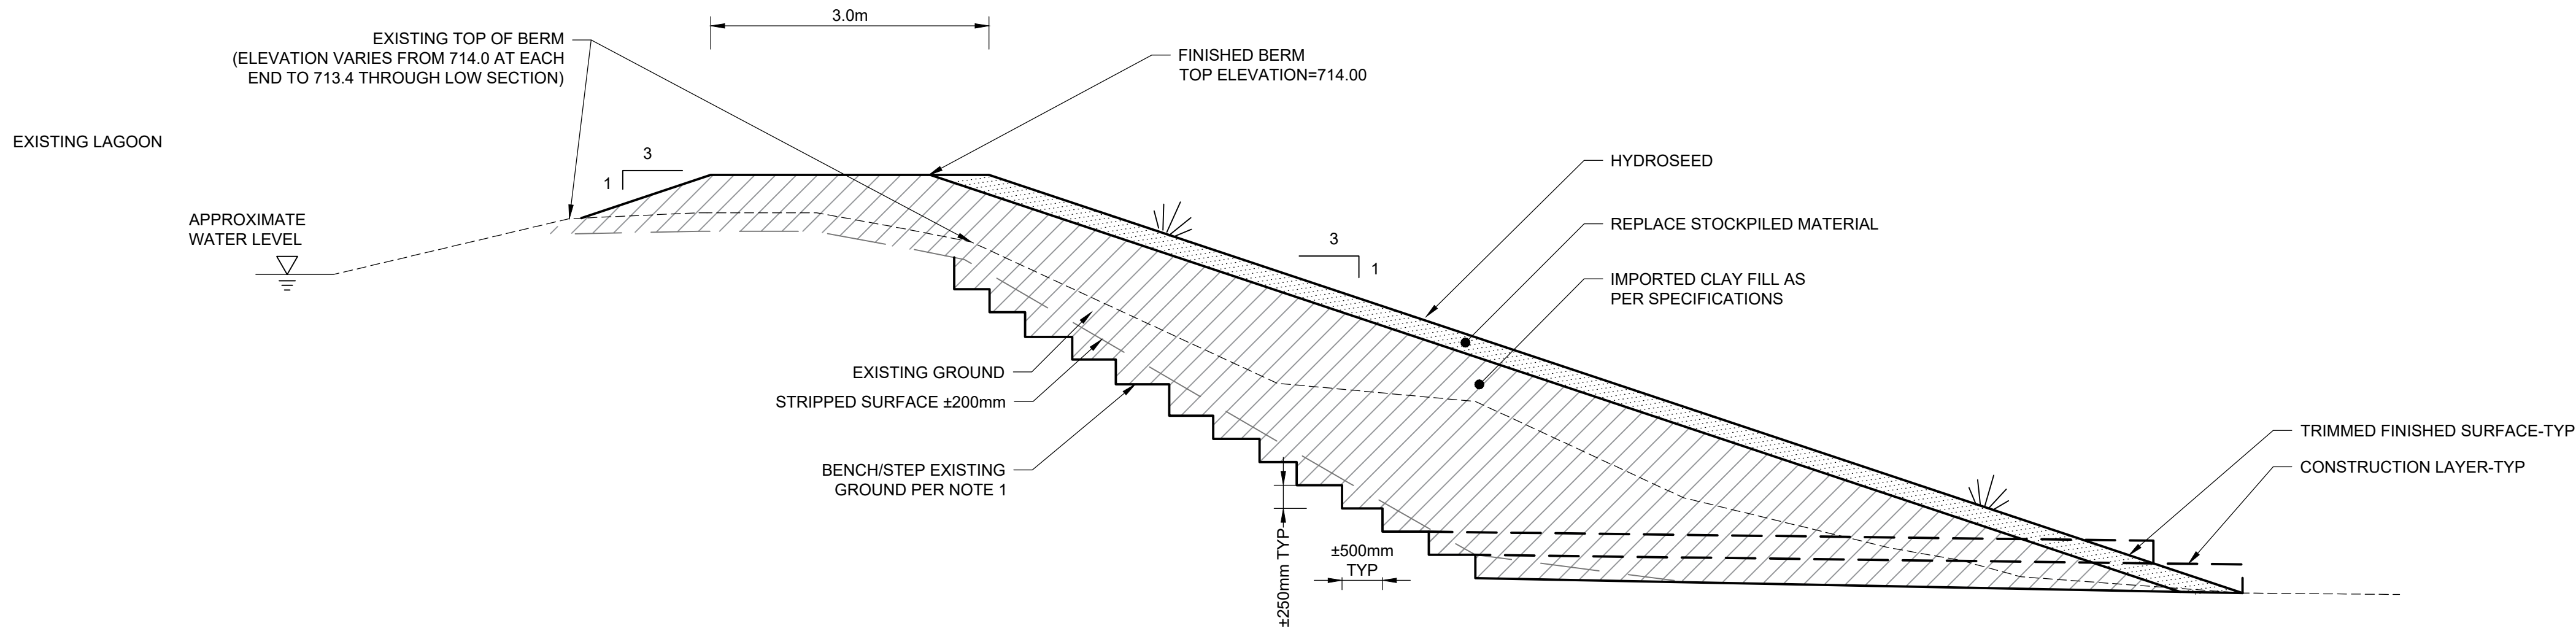 3.0m
EXISTING TOP OF BERM
(ELEVATION VARIES FROM 714.0 AT EACH
END TO 713.4 THROUGH LOW SECTION)
FINISHED BERM
TOP ELEVATION=714.00
EXISTING LAGOON
3
1
HYDROSEED
APPROXIMATE
WATER LEVEL
REPLACE STOCKPILED MATERIAL
3
1
IMPORTED CLAY FILL AS
PER SPECIFICATIONS
EXISTING GROUND
STRIPPED SURFACE ±200mm
BENCH/STEP EXISTING
GROUND PER NOTE 1
TRIMMED FINISHED SURFACE-TYP
CONSTRUCTION LAYER-TYP
±250mm TYP
±500mm
TYP